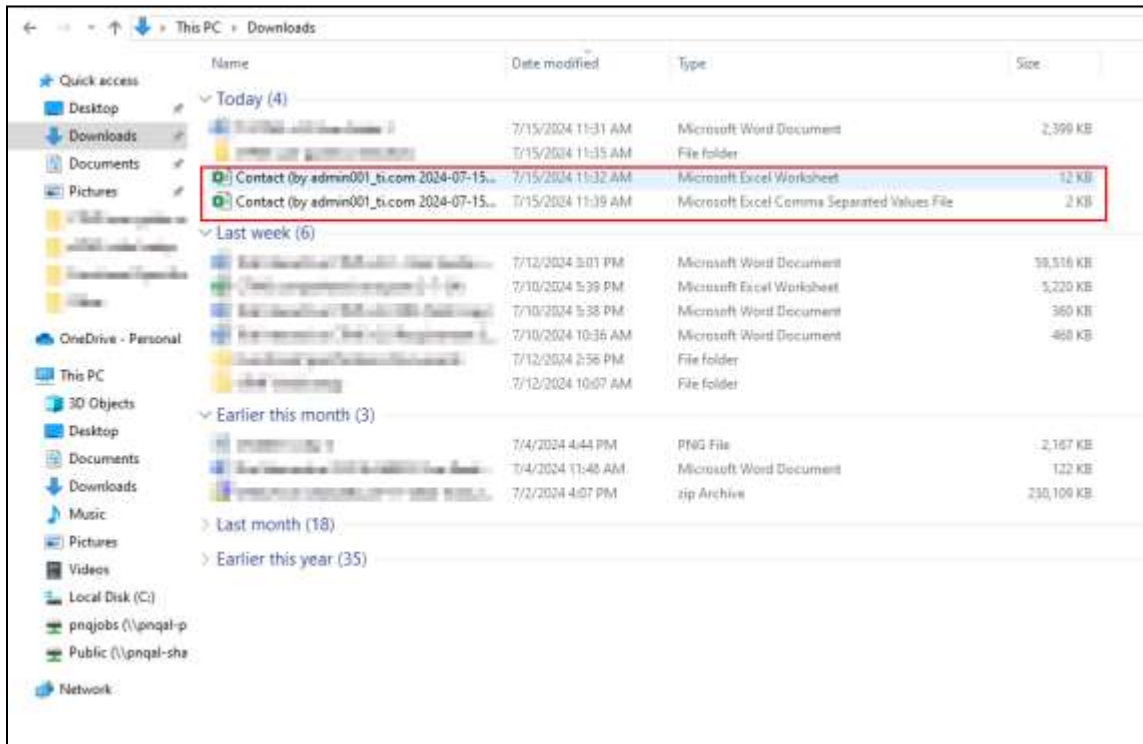 This PC › Downloads
Name Date modified Type Size
Quick access
Desktop
Downloads
Documents
Pictures
OneDrive - Personal
This PC
3D Objects
Desktop
Documents
Downloads
Music
Pictures
Videos
Local Disk (C:)
pnqjobs (\\pnqal-p
Public (\\pnqal-sha
Network
Today (4)
7/15/2024 11:31 AM Microsoft Word Document 2,399 KB
7/15/2024 11:35 AM File folder
Contact (by admin001_ti.com 2024-07-15... 7/15/2024 11:32 AM Microsoft Excel Worksheet 12 KB
Contact (by admin001_ti.com 2024-07-15... 7/15/2024 11:39 AM Microsoft Excel Comma Separated Values File 2 KB
Last week (6)
7/12/2024 3:01 PM Microsoft Word Document 59,516 KB
7/10/2024 5:39 PM Microsoft Excel Worksheet 5,220 KB
7/10/2024 5:38 PM Microsoft Word Document 360 KB
7/10/2024 10:36 AM Microsoft Word Document 460 KB
7/12/2024 2:56 PM File folder
7/12/2024 10:07 AM File folder
Earlier this month (3)
7/4/2024 4:44 PM PNG File 2,167 KB
7/4/2024 11:48 AM Microsoft Word Document 122 KB
7/2/2024 4:07 PM zip Archive 230,109 KB
Last month (18)
Earlier this year (35)